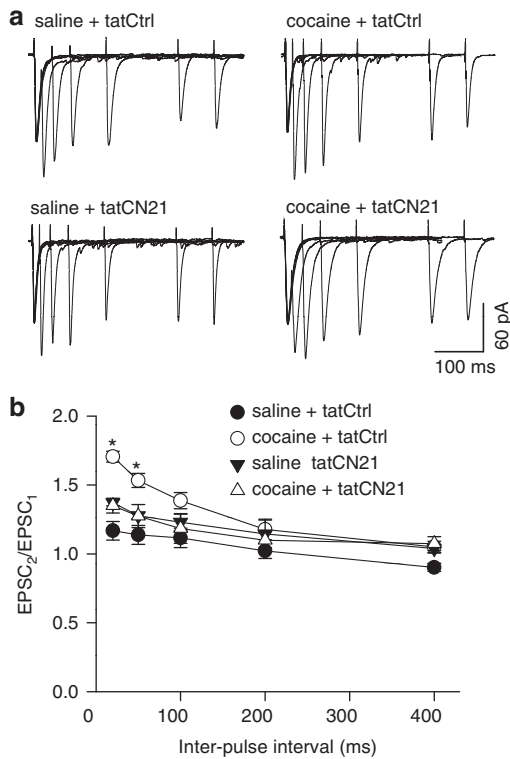 a
saline + tatCtrl
cocaine + tatCtrl
saline + tatCN21
cocaine + tatCN21
60 pA
100 ms
b
2.0
1.5
1.0
0.5
0.0
EPSC2/EPSC1
* *
saline + tatCtrl
cocaine + tatCtrl
saline tatCN21
cocaine + tatCN21
0 100 200 300 400
Inter-pulse interval (ms)